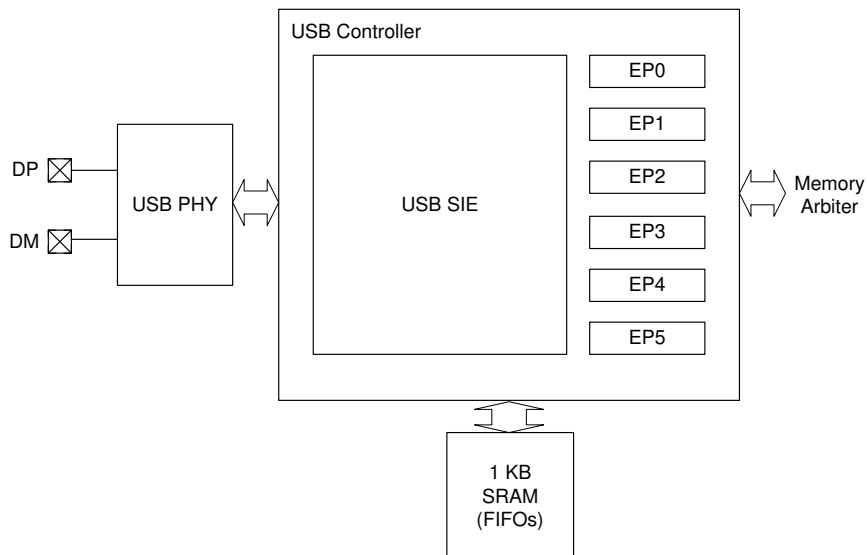 USB Controller
EP0
EP1
DP
EP2
USB PHY
USB SIE
Memory
Arbiter
DM
EP3
EP4
EP5
1 KB
SRAM
(FIFOs)